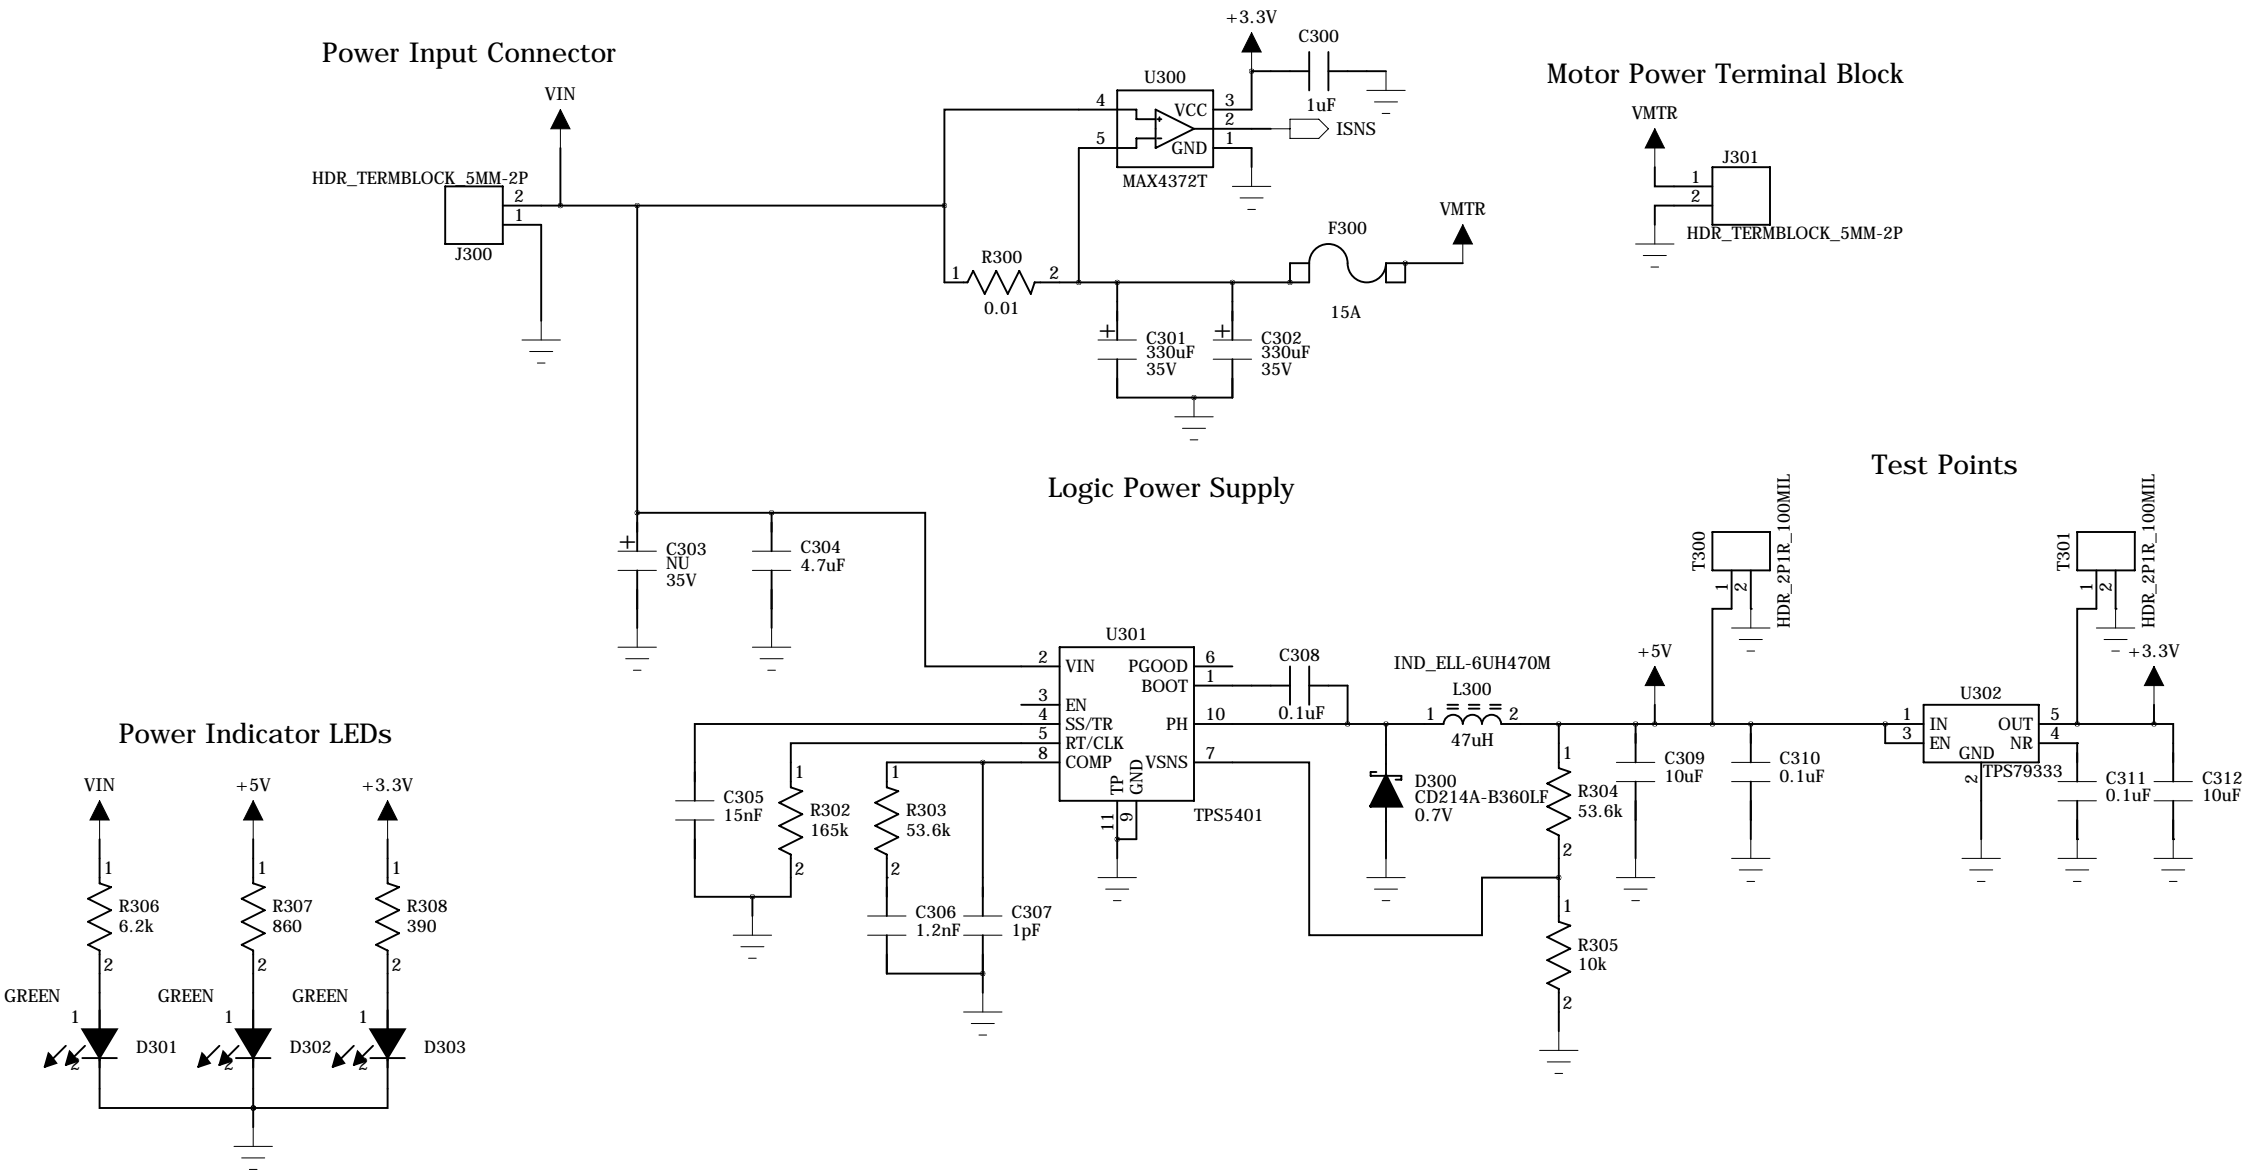 Power Input Connector
VIN
HDR_TERMBLOCK_5MM-2P
2
1
J300
+3.3V
C300
1uF
U300
4
5
VCC
GND
3
2
1
ISNS
MAX4372T
R300
1
2
0.01
F300
15A
VMTR
C301
330uF
35V
C302
330uF
35V
Motor Power Terminal Block
VMTR
J301
1
2
HDR_TERMBLOCK_5MM-2P
Logic Power Supply
C303
NU
35V
C304
4.7uF
U301
2
VIN
3
EN
4
SS/TR
5
RT/CLK
8
COMP
PGOOD
6
BOOT
1
PH
10
VSNS
7
TP
GND
11
9
TPS5401
C305
15nF
1
R302
165k
2
1
R303
53.6k
2
C306
1.2nF
C307
1pF
C308
0.1uF
IND_ELL-6UH470M
L300
1
2
47uH
D300
CD214A-B360LF
0.7V
1
R304
53.6k
2
1
R305
10k
2
+5V
C309
10uF
C310
0.1uF
Test Points
T300
1
2
HDR_2P1R_100MIL
T301
1
2
HDR_2P1R_100MIL
+3.3V
U302
1
IN
3
EN
GND
2
OUT
5
NR
4
TPS79333
C311
0.1uF
C312
10uF
Power Indicator LEDs
VIN
1
R306
6.2k
2
GREEN
1
2
D301
+5V
1
R307
860
2
GREEN
1
2
D302
+3.3V
1
R308
390
2
GREEN
1
2
D303